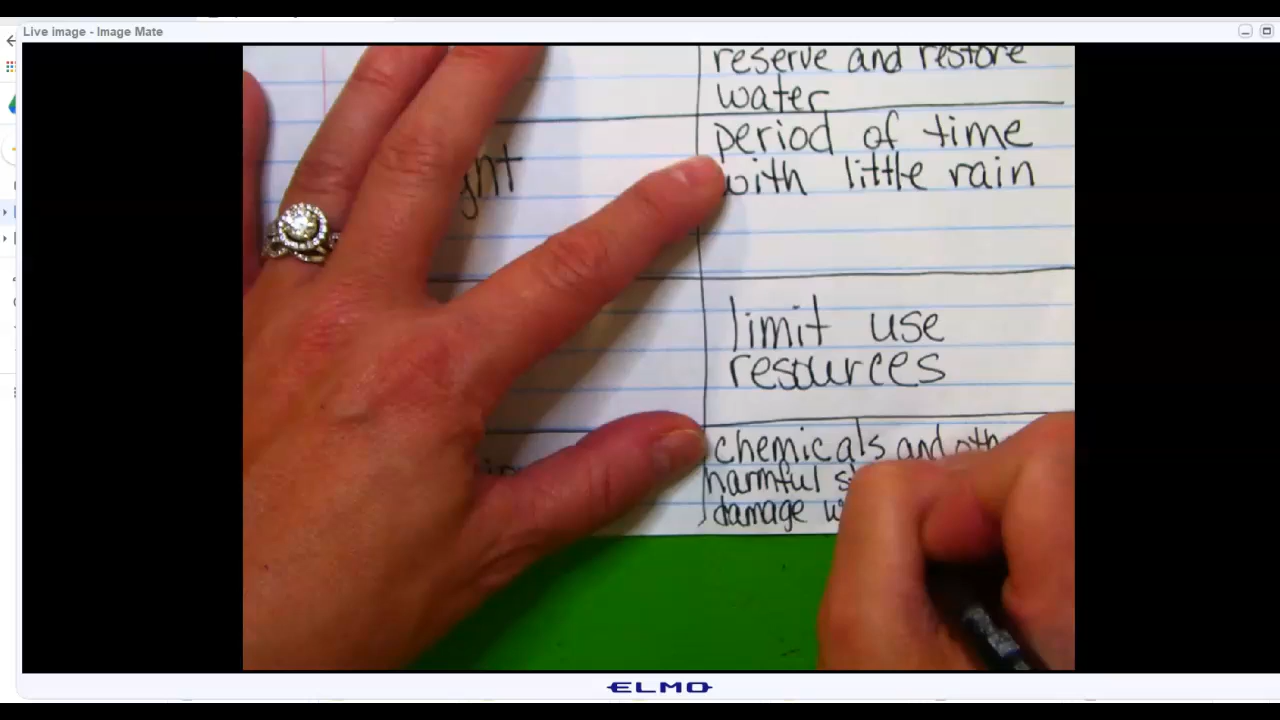 Live image - Image Mate
reserve and restore
water
period of time
with little rain
limit use
resources
chemicals and
harmful
damage
ELMO